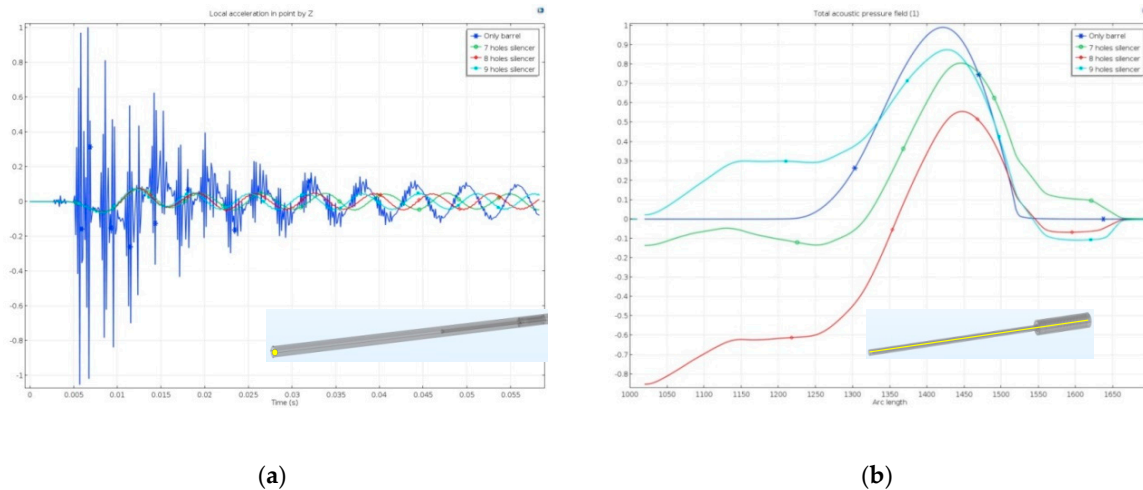 Local acceleration in point by Z
1
0.8
0.6
0.4
0.2
0
-0.2
-0.4
-0.6
-0.8
-1
Only barrel
7 holes silencer
8 holes silencer
9 holes silencer
0 0.005 0.01 0.015 0.02 0.025 0.03 0.035 0.04 0.045 0.05 0.055
Time (s)
(a)
Total acoustic pressure field (1)
1
0.9
0.8
0.7
0.6
0.5
0.4
0.3
0.2
0.1
0
-0.1
-0.2
-0.3
-0.4
-0.5
-0.6
-0.7
-0.8
Only barrel
7 holes silencer
8 holes silencer
9 holes silencer
1000 1050 1100 1150 1200 1250 1300 1350 1400 1450 1500 1550 1600 1650
Arc length
(b)